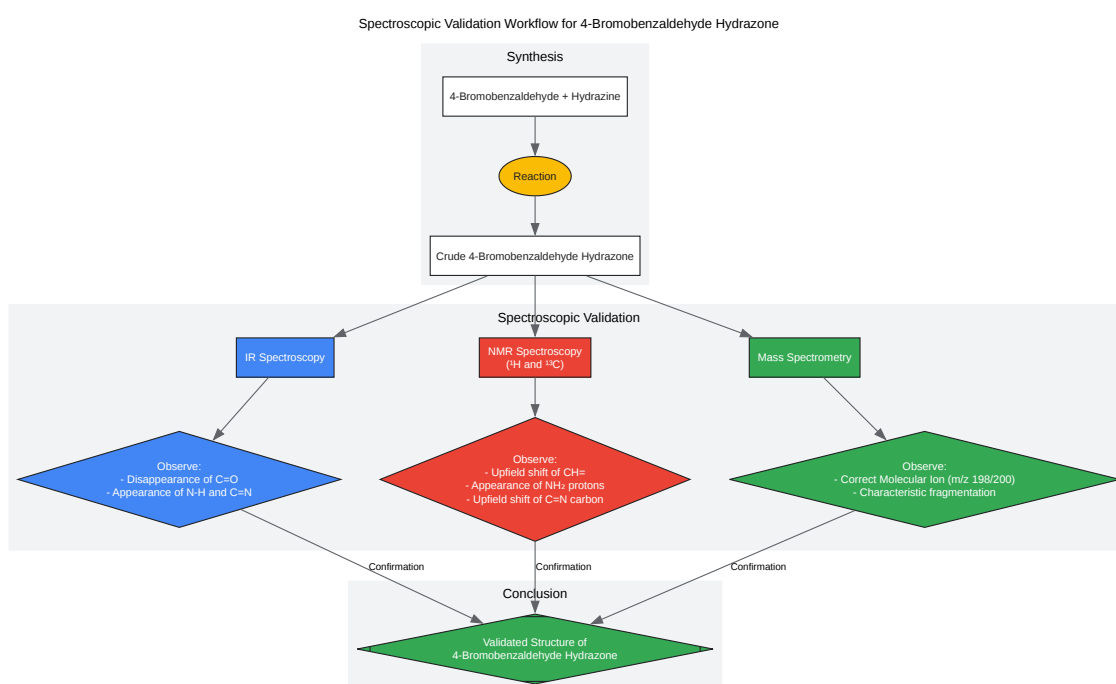 Spectroscopic Validation Workflow for 4-Bromobenzaldehyde Hydrazone
Synthesis
4-Bromobenzaldehyde + Hydrazine
Reaction
Crude 4-Bromobenzaldehyde Hydrazone
Spectroscopic Validation
IR Spectroscopy
NMR Spectroscopy
(¹H and ¹³C)
Mass Spectrometry
Observe:
- Disappearance of C=O
- Appearance of N-H and C=N
Observe:
- Upfield shift of CH=
- Appearance of NH₂ protons
- Upfield shift of C=N carbon
Observe:
- Correct Molecular Ion (m/z 198/200)
- Characteristic fragmentation
Confirmation
Confirmation
Confirmation
Conclusion
Validated Structure of
4-Bromobenzaldehyde Hydrazone